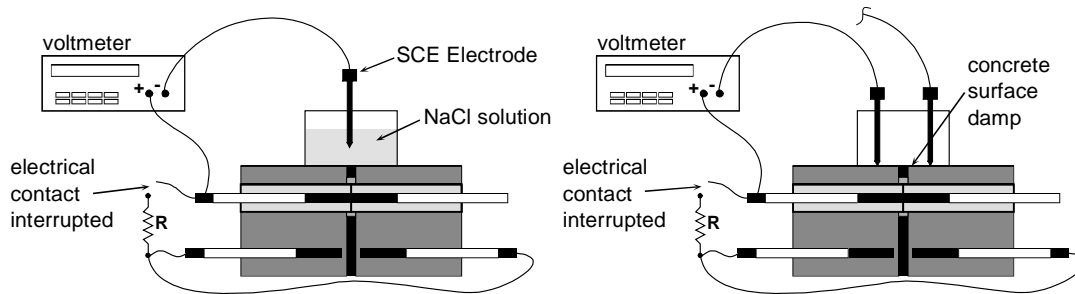 voltmeter
+ -
SCE Electrode
NaCl solution
electrical
contact
interrupted
R
voltmeter
+ -
concrete
surface
damp
electrical
contact
interrupted
R